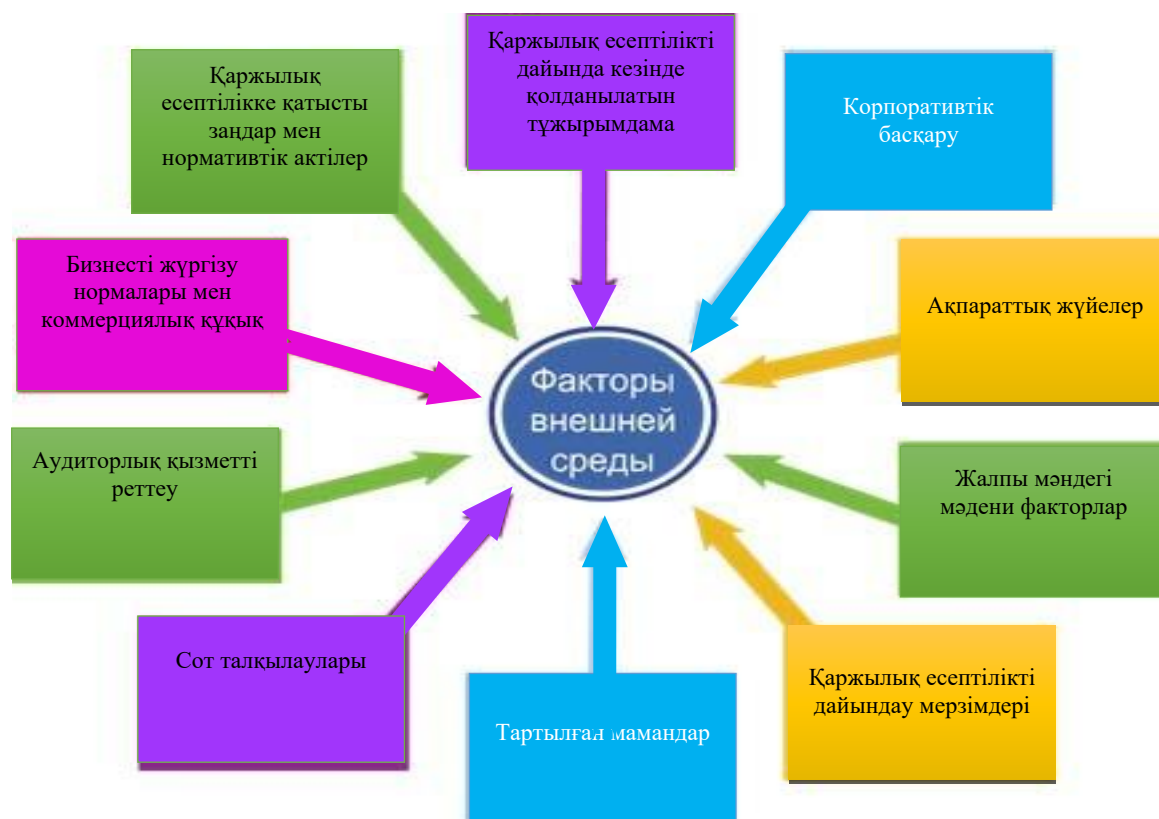 Қаржылық есептілікті
дайында кезінде
қолданылатын
тұжырымдама
Қаржылық
есептілікке қатысты
заңдар мен
нормативтік актілер
Корпоративтік
басқару
Бизнесті жүргізу
нормалары мен
коммерциялық құқық
Ақпараттық жүйелер
Факторы
внешней
среды
Аудиторлық қызметті
реттеу
Жалпы мәндегі
мәдени факторлар
Сот талқылаулары
Тартылған мамандар
Қаржылық есептілікті
дайындау мерзімдері